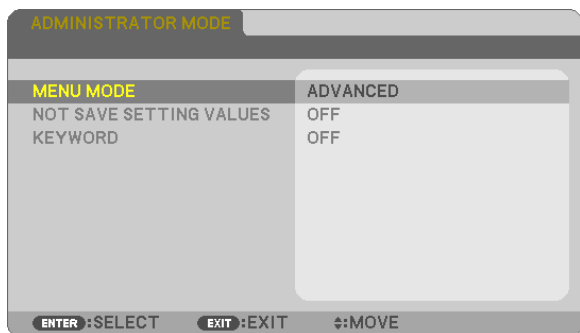 ADMINISTRATOR MODE
MENU MODE ADVANCED
NOT SAVE SETTING VALUES OFF
KEYWORD OFF
ENTER :SELECT EXIT :EXIT :MOVE